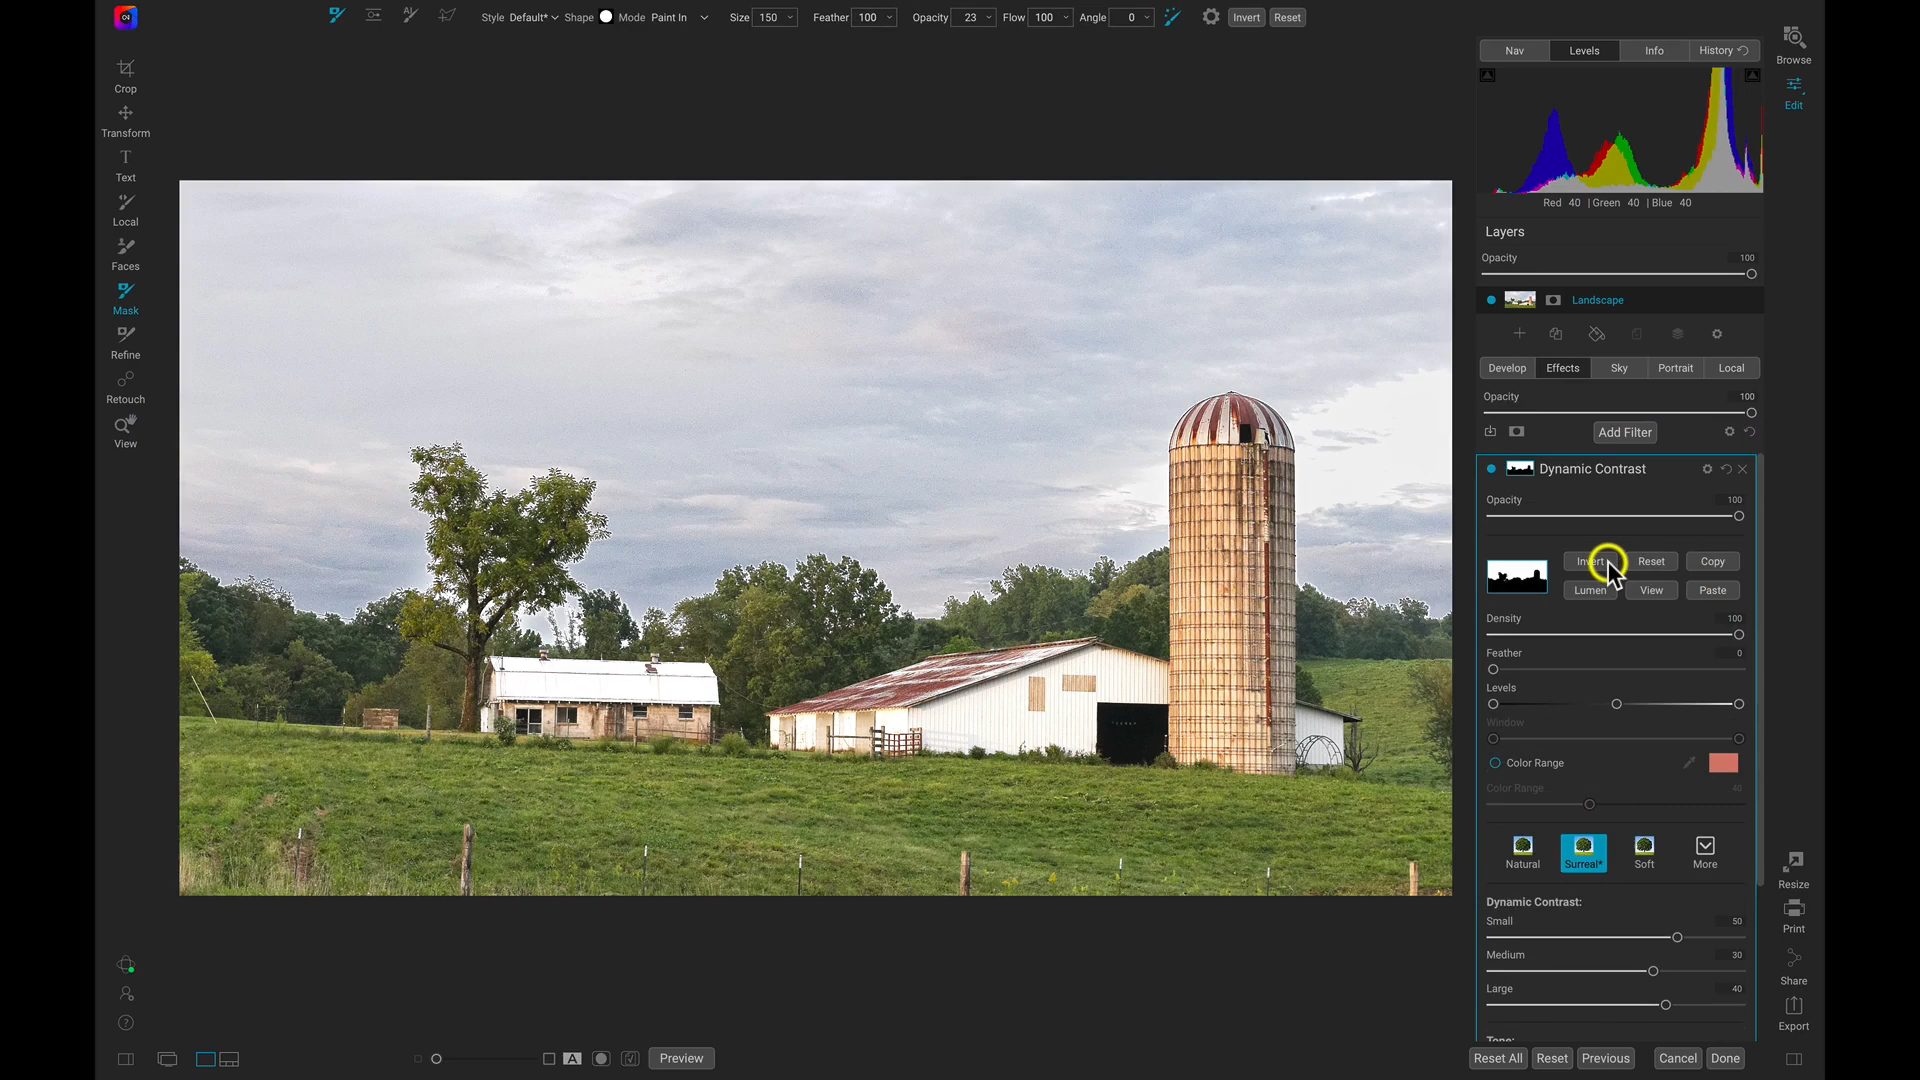 Style Default* Shape Mode Paint In Size 150 Feather 100 Opacity 23 Flow 100 Angle 0 Invert Reset
Nav Levels Info History
Browse
Edit
Crop
Transform
Text
Local
Faces
Mask
Refine
Retouch
View
Red 40 | Green 40 | Blue 40
Layers
Opacity 100
Landscape
Develop Effects Sky Portrait Local
Opacity 100
Add Filter
Dynamic Contrast
Opacity 100
Invert Reset Copy
Lumen View Paste
Density 100
Feather 0
Levels
Window
Color Range
Color Range 40
Natural Surreal* Soft More
Dynamic Contrast:
Small 50
Medium 30
Large 40
Tone:
Resize
Print
Share
Export
A Preview
Reset All Reset Previous Cancel Done